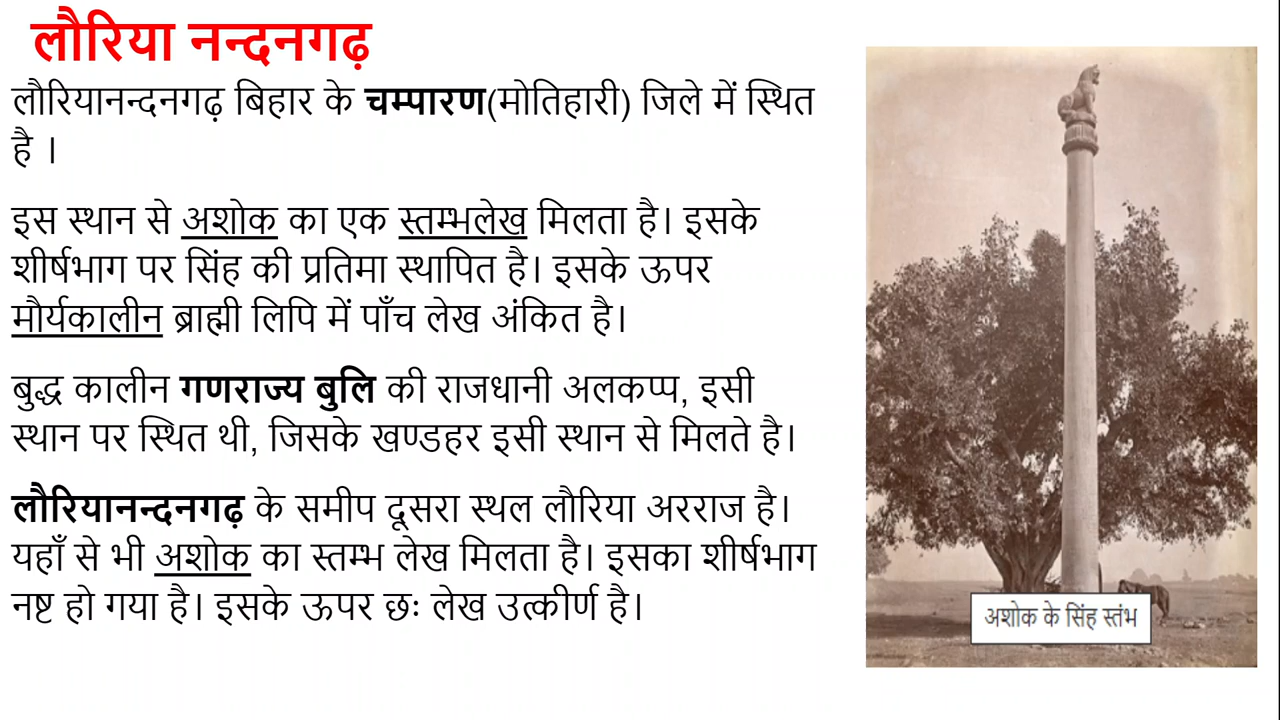 लौरिया नन्दनगढ़
लौरियानन्दनगढ़ बिहार के चम्पारण(मोतिहारी) जिले में स्थित
है ।
इस स्थान से अशोक का एक स्तम्भलेख मिलता है। इसके
शीर्षभाग पर सिंह की प्रतिमा स्थापित है। इसके ऊपर
मौर्यकालीन ब्राह्मी लिपि में पाँच लेख अंकित है।
बुद्ध कालीन गणराज्य बुलि की राजधानी अलकप्प, इसी
स्थान पर स्थित थी, जिसके खण्डहर इसी स्थान से मिलते है।
लौरियानन्दनगढ़ के समीप दूसरा स्थल लौरिया अरराज है।
यहाँ से भी अशोक का स्तम्भ लेख मिलता है। इसका शीर्षभाग
नष्ट हो गया है। इसके ऊपर छः लेख उत्कीर्ण है।
अशोक के सिंह स्तंभ